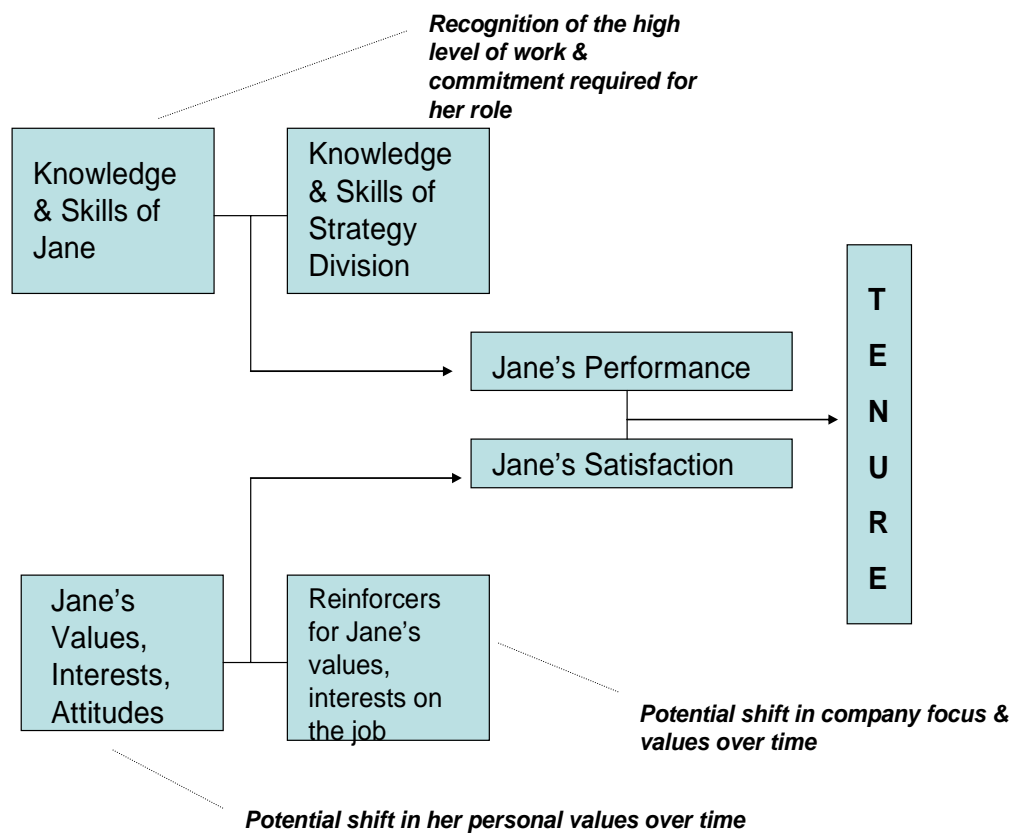 Recognition of the high
level of work &
commitment required for
her role
Knowledge
& Skills of
Jane
Knowledge
& Skills of
Strategy
Division
Jane's Performance
Jane's Satisfaction
T
E
N
U
R
E
Jane's
Values,
Interests,
Attitudes
Reinforcers
for Jane's
values,
interests on
the job
Potential shift in company focus &
values over time
Potential shift in her personal values over time